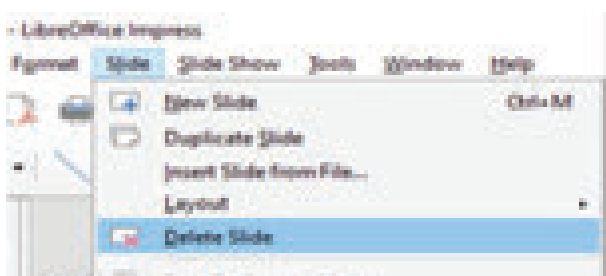 - LibreOffice Impress
Format Slide Slide Show Tools Window Help
New Slide Ctrl+M
Duplicate Slide
Insert Slide from File...
Layout
Delete Slide